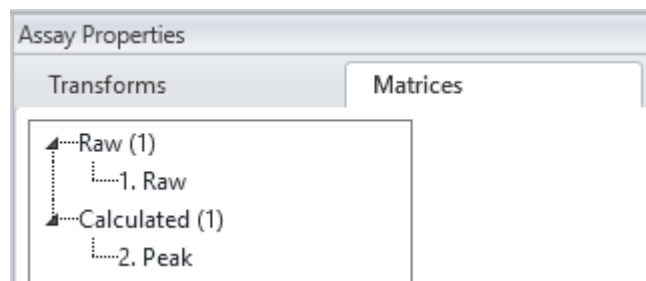 Assay Properties
Transforms Matrices
Raw (1)
1. Raw
Calculated (1)
2. Peak